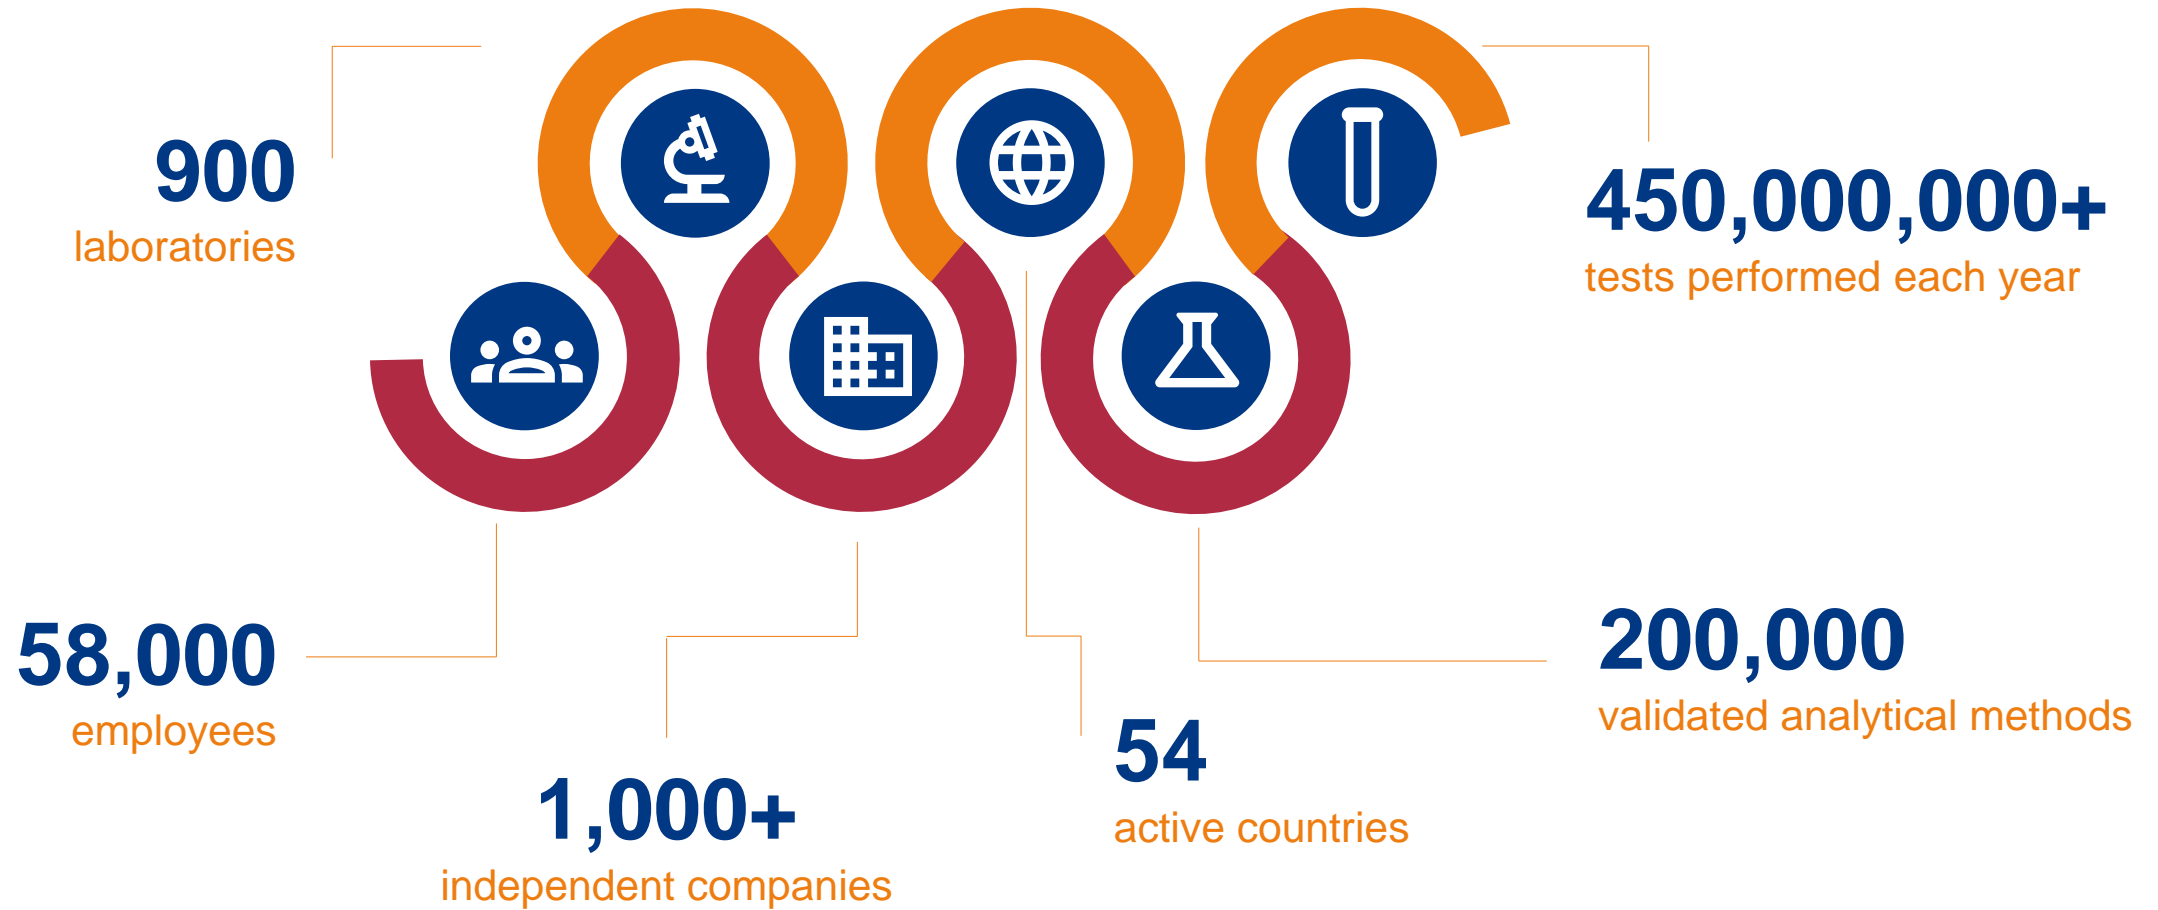 900
laboratories
450,000,000+
tests performed each year
58,000
employees
1,000+
independent companies
54
active countries
200,000
validated analytical methods